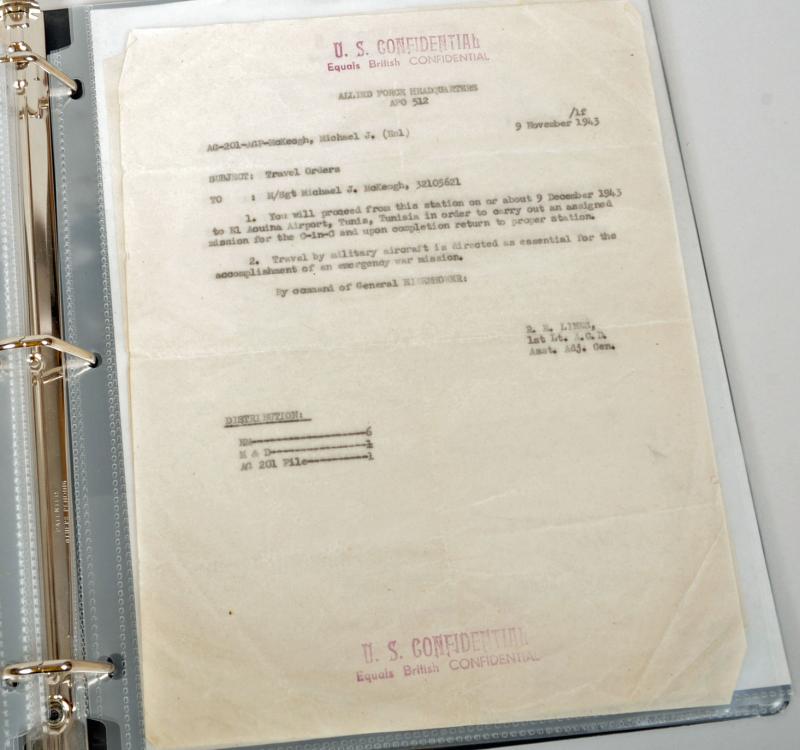 U. S. CONFIDENTIAL
Equals British CONFIDENTIAL
ALLIED FORCE HEADQUARTERS
APO 512
/lf
9 November 1943
AG-201-AGP-McKeogh, Michael J. (Enl)
SUBJECT: Travel Orders
TO : M/Sgt Michael J. McKeogh, 32105621
1. You will proceed from this station on or about 9 December 1943
to El Aouina Airport, Tunis, Tunisia in order to carry out an assigned
mission for the C-in-C and upon completion return to proper station.
2. Travel by military aircraft is directed as essential for the
accomplishment of an emergency war mission.
By command of General EISENHOWER:
R. E.
1st Lt. A.G.D.
Asst. Adj. Gen.
DISTRIBUTION:
EM---------------6
M & D-------------1
AG 201 File---------1
U. S. CONFIDENTIAL
Equals British CONFIDENTIAL